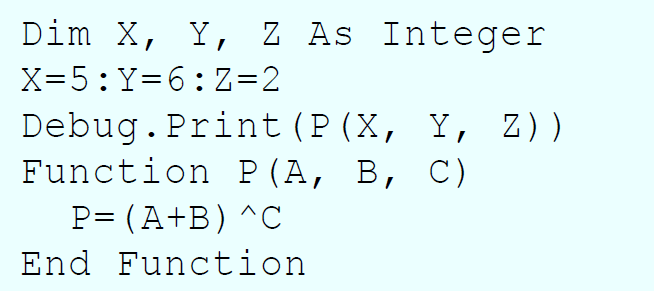 Dim X, Y, Z As Integer
X=5:Y=6:Z=2
Debug.Print(P(X, Y, Z))
Function P(A, B, C)
  P=(A+B)^C
End Function